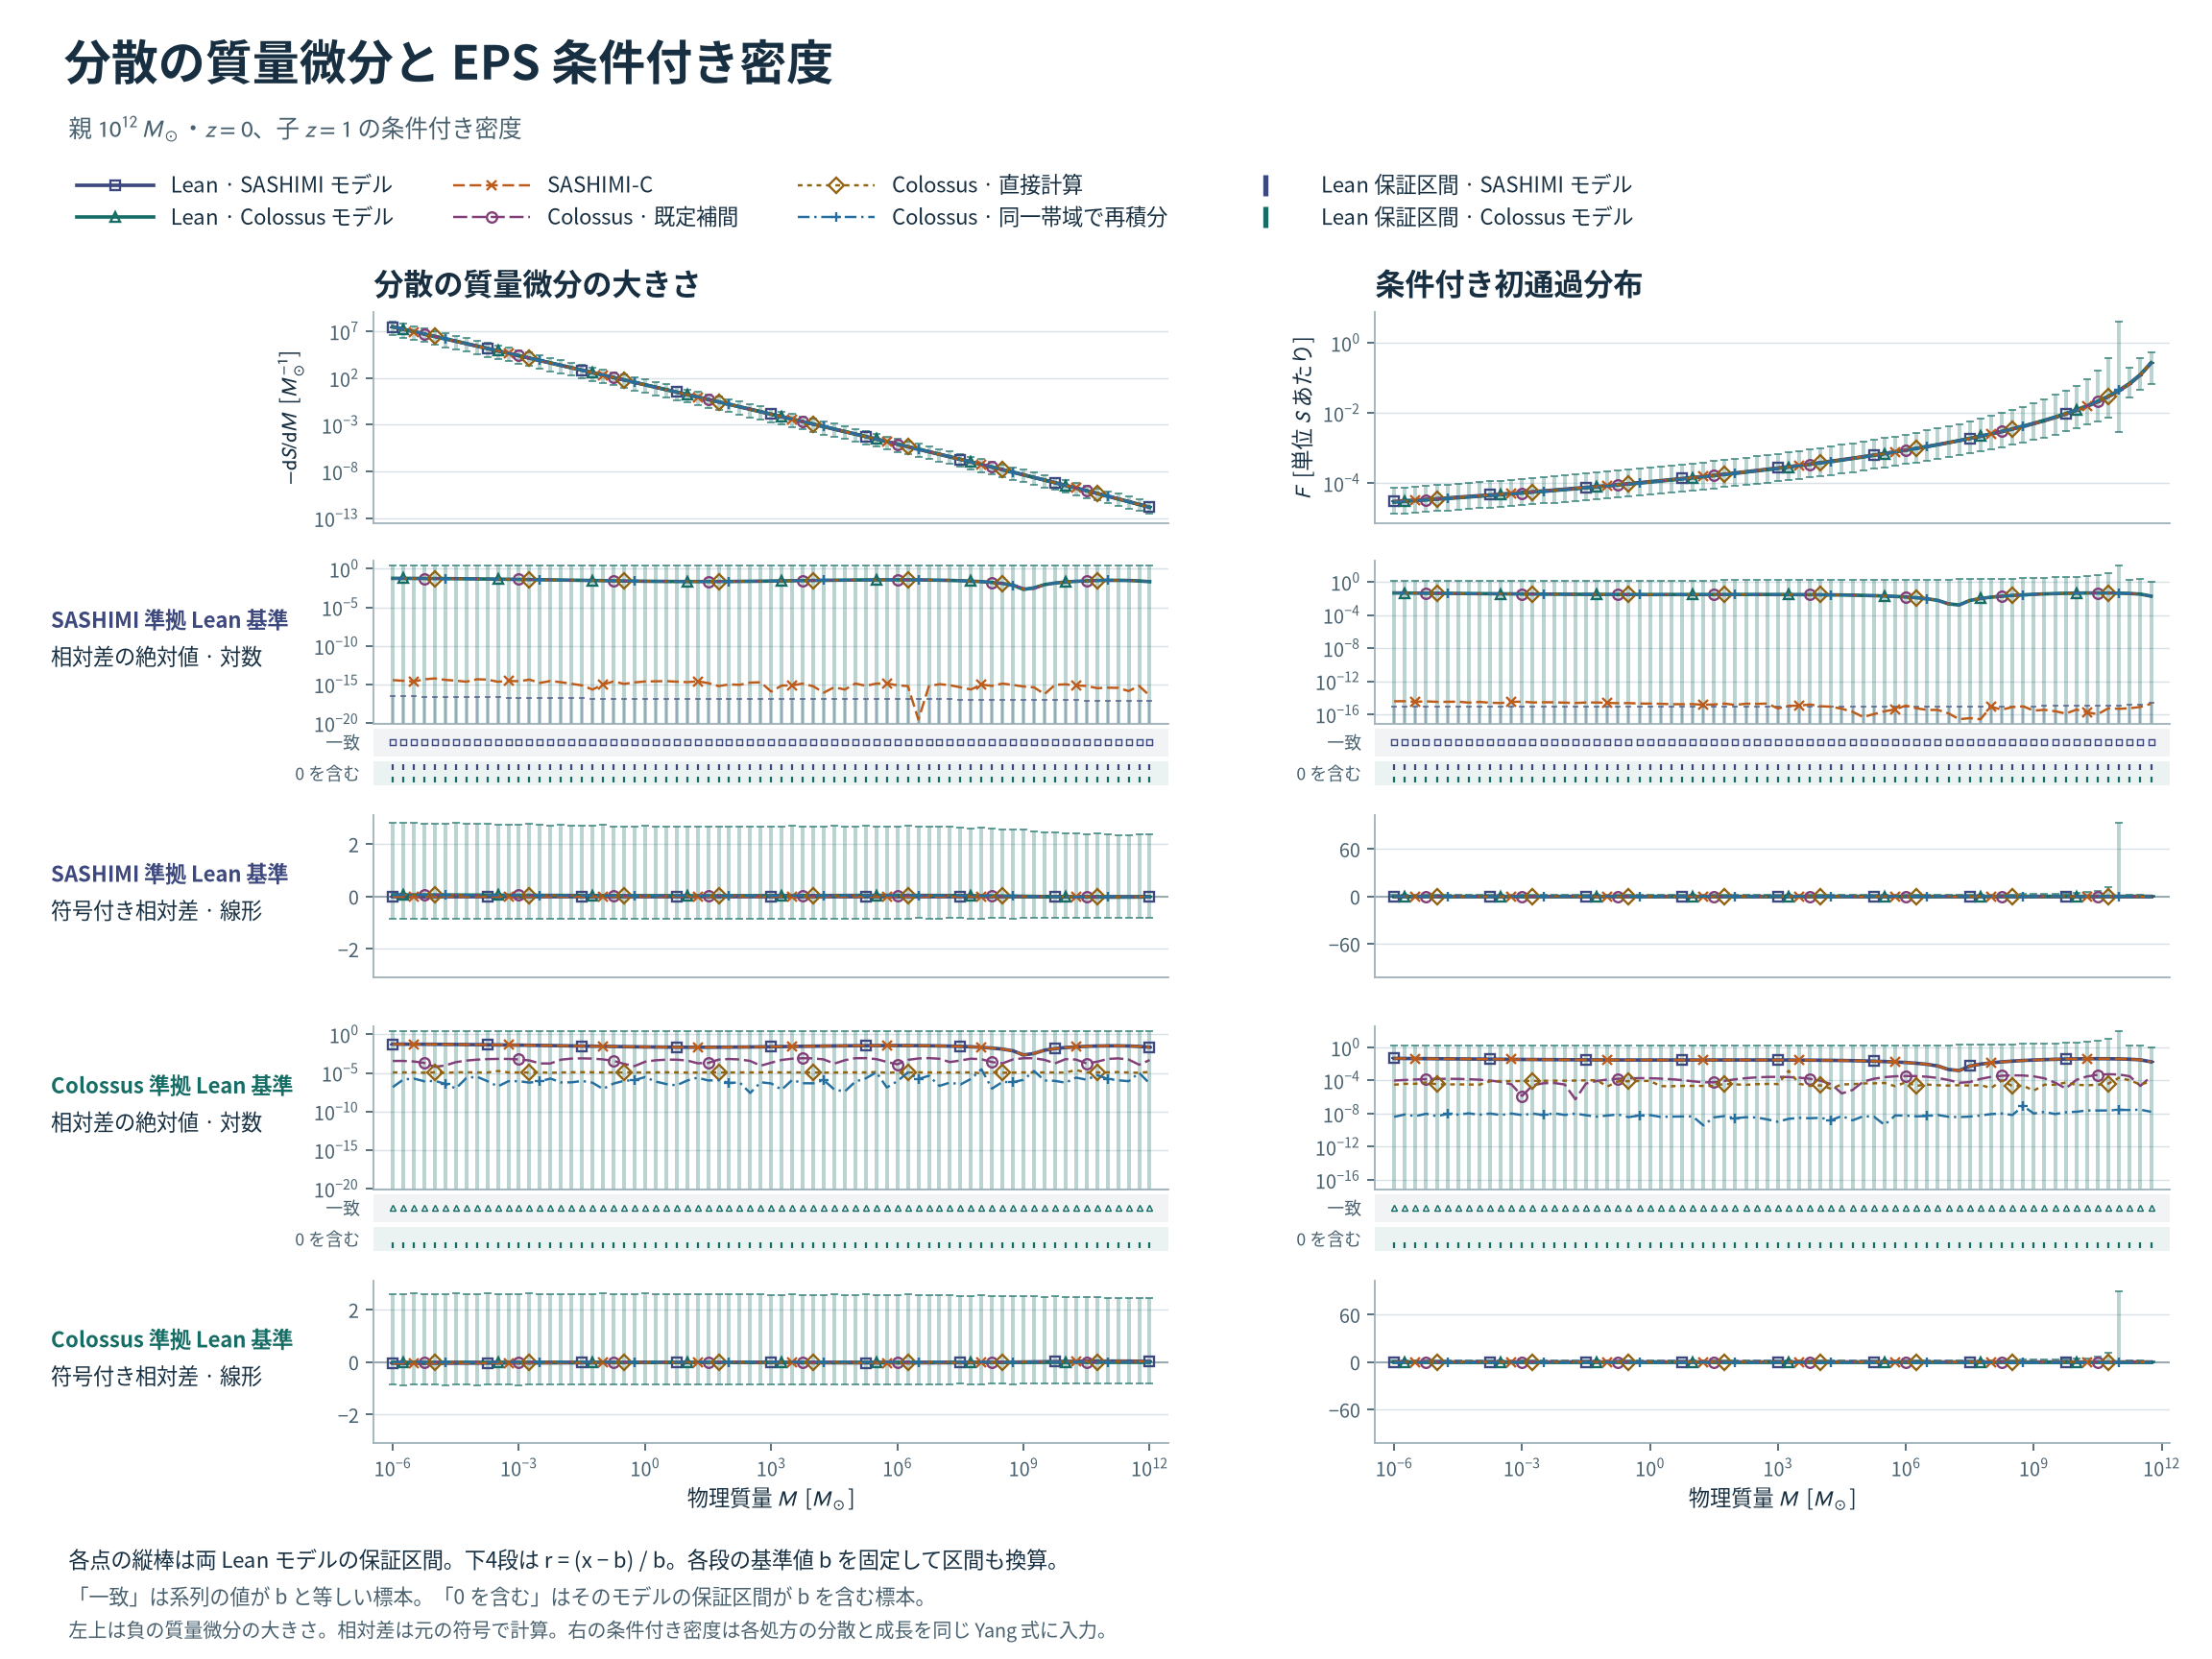 分散の質量微分と EPS 条件付き密度
親 10¹² M☉・z = 0、子 z = 1 の条件付き密度
Lean · SASHIMI モデル
SASHIMI-C
Colossus · 直接計算
Lean 保証区間 · SASHIMI モデル
Lean · Colossus モデル
Colossus · 既定補間
Colossus · 同一帯域で再積分
Lean 保証区間 · Colossus モデル
分散の質量微分の大きさ
−dS/dM [M☉⁻¹]
10⁷
10²
10⁻³
10⁻⁸
10⁻¹³
条件付き初通過分布
F [単位 S あたり]
10⁰
10⁻²
10⁻⁴
SASHIMI 準拠 Lean 基準
相対差の絶対値 · 対数
10⁰
10⁻⁵
10⁻¹⁰
10⁻¹⁵
10⁻²⁰
一致
0 を含む
10⁰
10⁻⁴
10⁻⁸
10⁻¹²
10⁻¹⁶
一致
0 を含む
SASHIMI 準拠 Lean 基準
符号付き相対差 · 線形
2
0
−2
60
0
−60
Colossus 準拠 Lean 基準
相対差の絶対値 · 対数
10⁰
10⁻⁵
10⁻¹⁰
10⁻¹⁵
10⁻²⁰
一致
0 を含む
10⁰
10⁻⁴
10⁻⁸
10⁻¹²
10⁻¹⁶
一致
0 を含む
Colossus 準拠 Lean 基準
符号付き相対差 · 線形
2
0
−2
10⁻⁶ 10⁻³ 10⁰ 10³ 10⁶ 10⁹ 10¹²
物理質量 M [M☉]
60
0
−60
10⁻⁶ 10⁻³ 10⁰ 10³ 10⁶ 10⁹ 10¹²
物理質量 M [M☉]
各点の縦棒は両 Lean モデルの保証区間。下4段は r = (x − b) / b。各段の基準値 b を固定して区間も換算。
「一致」は系列の値が b と等しい標本。「0 を含む」はそのモデルの保証区間が b を含む標本。
左上は負の質量微分の大きさ。相対差は元の符号で計算。右の条件付き密度は各処方の分散と成長を同じ Yang 式に入力。